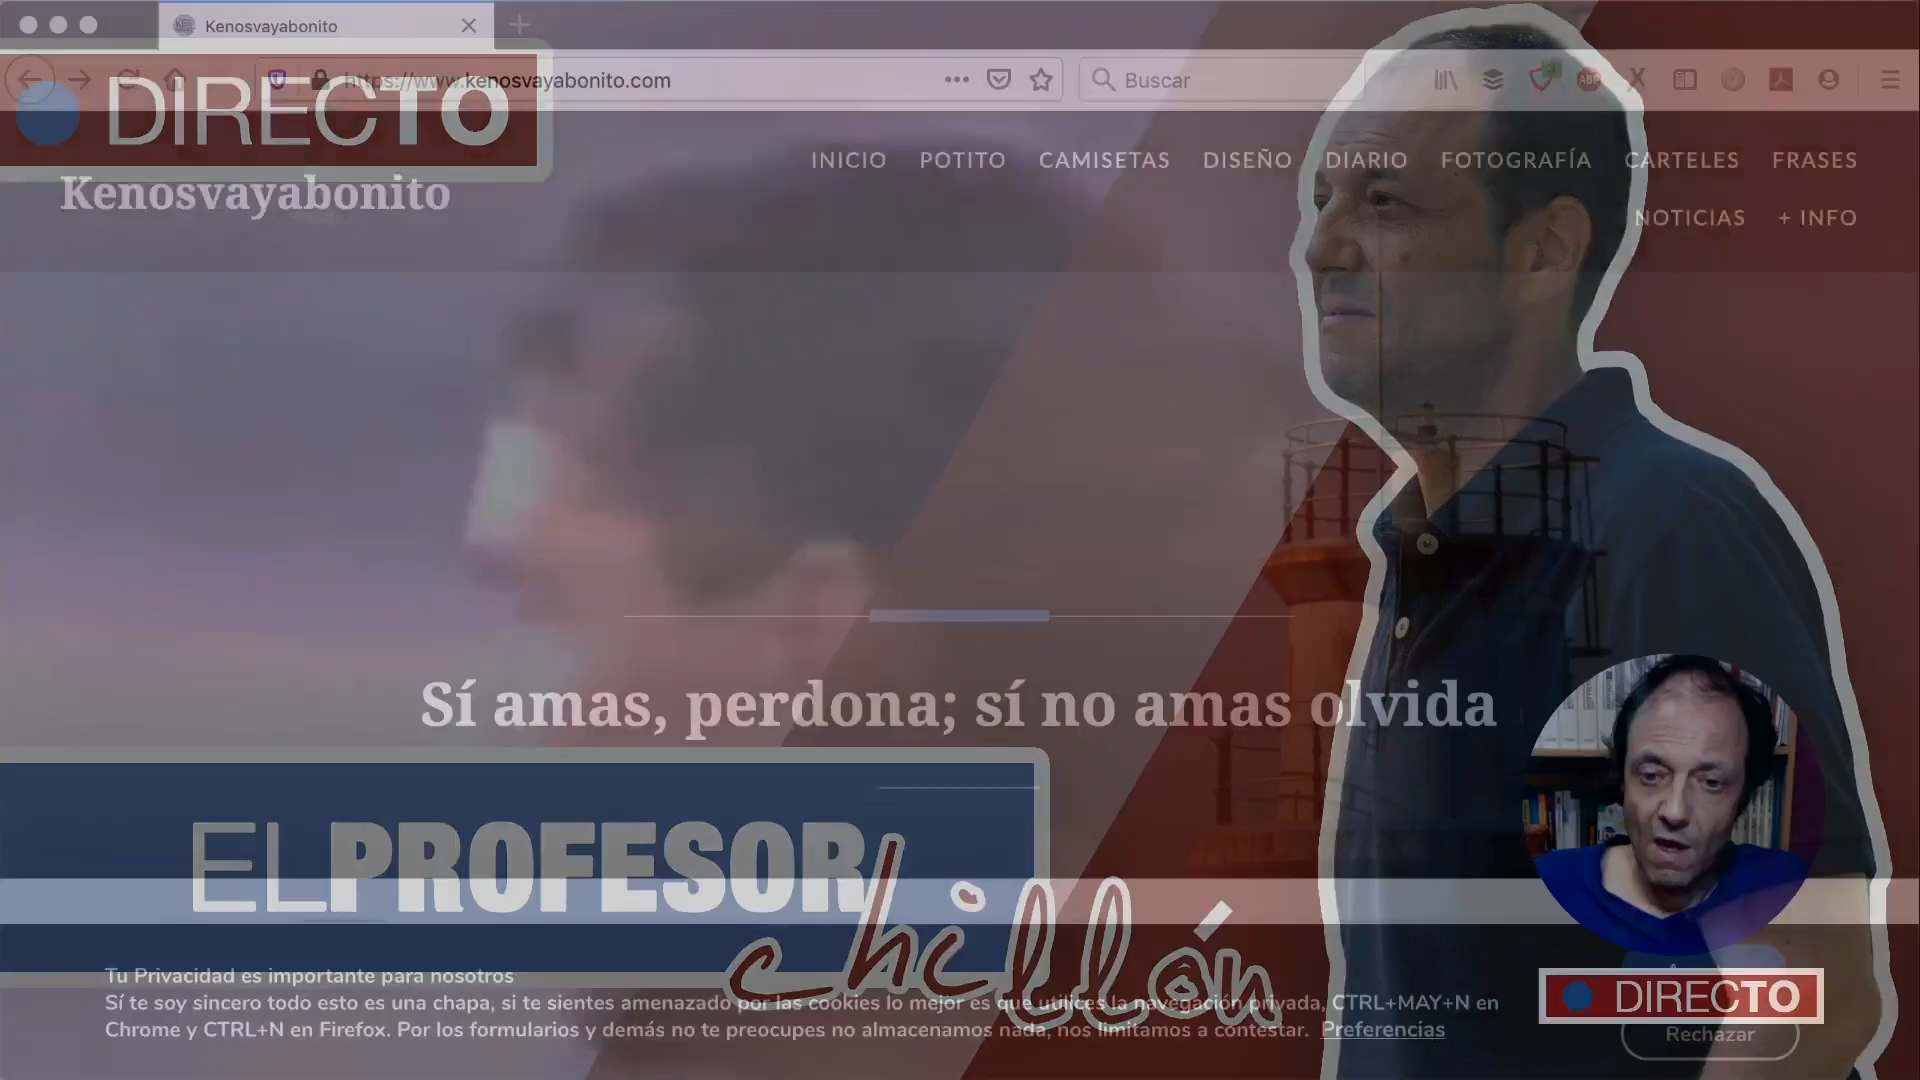 Kenosvayabonito
https://www.kenosvayabonito.com
Buscar
ABP
DIRECTO
Kenosvayabonito
INICIO POTITO CAMISETAS DISEÑO DIARIO FOTOGRAFÍA CARTELES FRASES
NOTICIAS + INFO
Sí amas, perdona; sí no amas olvida
EL PROFESOR
chillón
Tu Privacidad es importante para nosotros
Sí te soy sincero todo esto es una chapa, si te sientes amenazado por las cookies lo mejor es que utilices la navegación privada, CTRL+MAY+N en
Chrome y CTRL+N en Firefox. Por los formularios y demás no te preocupes no almacenamos nada, nos limitamos a contestar. Preferencias
DIRECTO
Rechazar